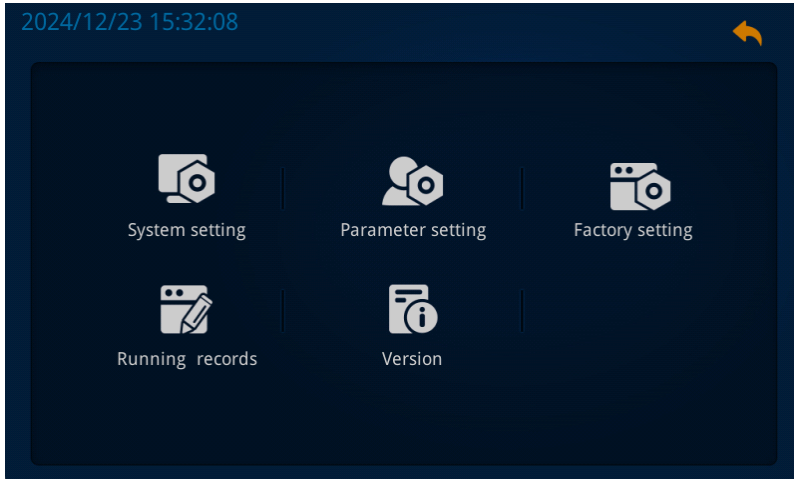 2024/12/23 15:32:08
System setting
Parameter setting
Factory setting
Running records
Version